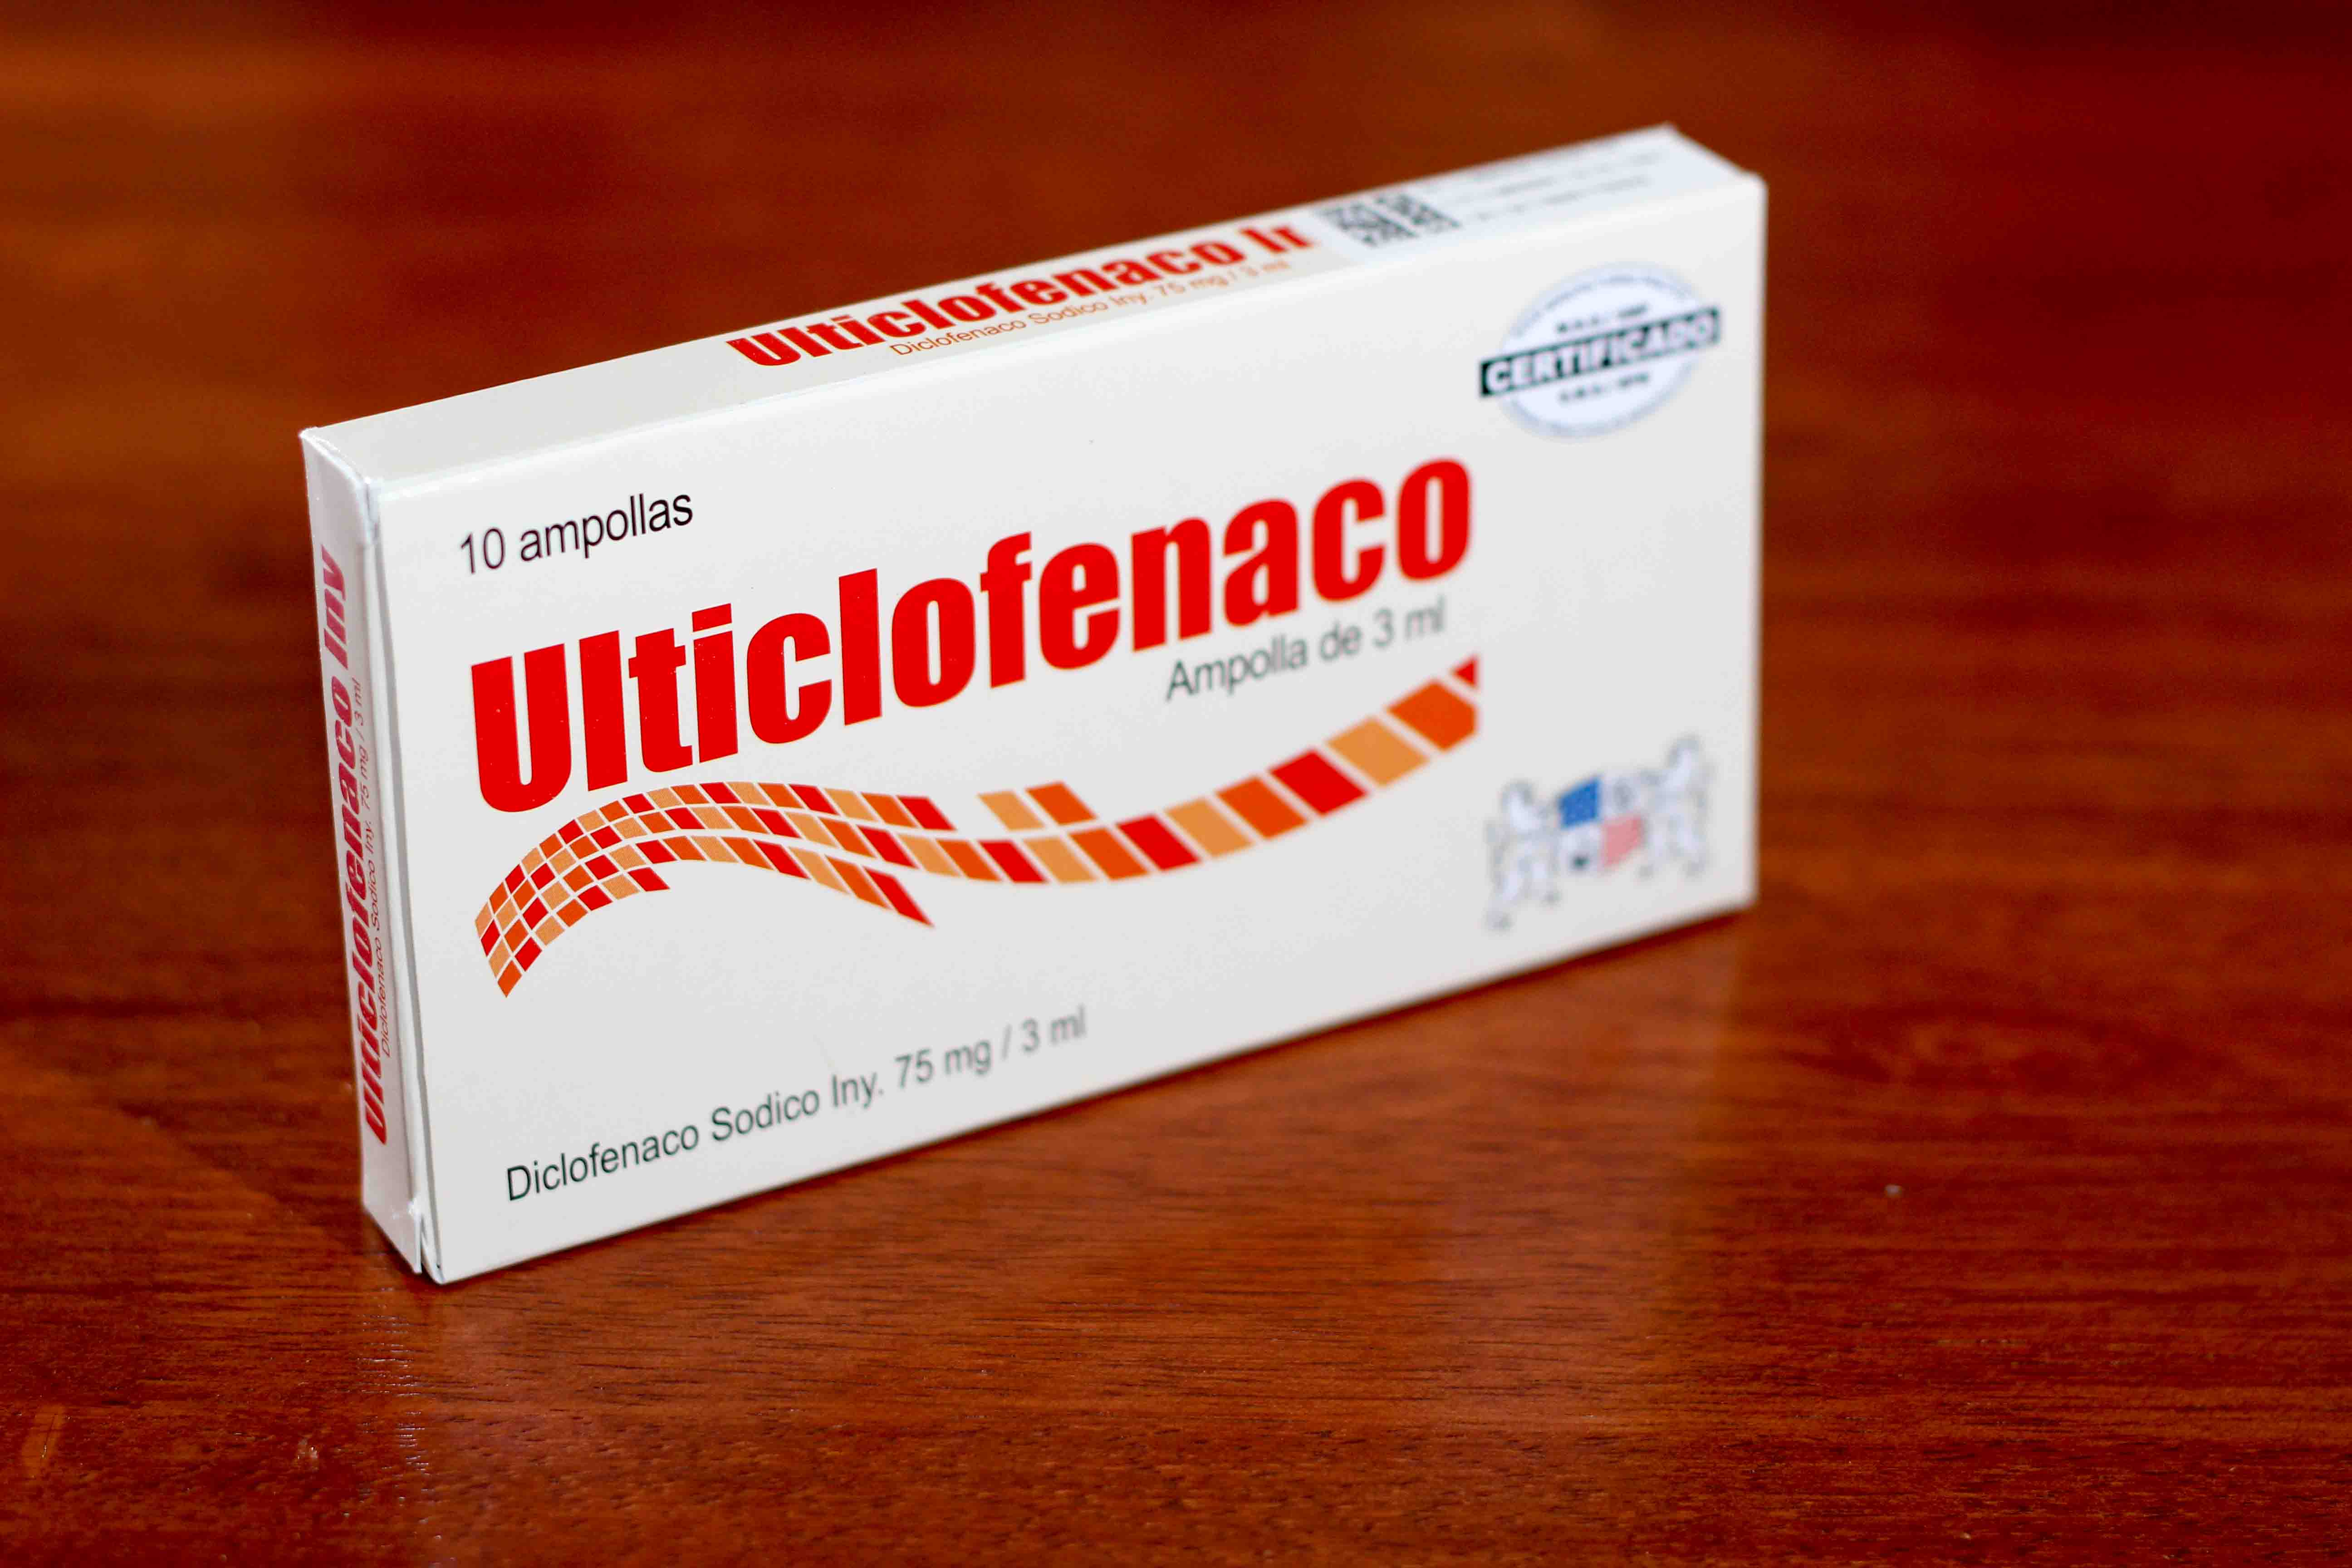 Ulticlofenaco
Diclofenaco Sodico Iny. 75 mg / 3 ml
CERTIFICADO
10 ampollas
Ulticlofenaco
Ampolla de 3 ml
Diclofenaco Sodico Iny. 75 mg / 3 ml
Ulticlofenaco Iny
Diclofenaco Sodico Iny. 75 mg / 3 ml